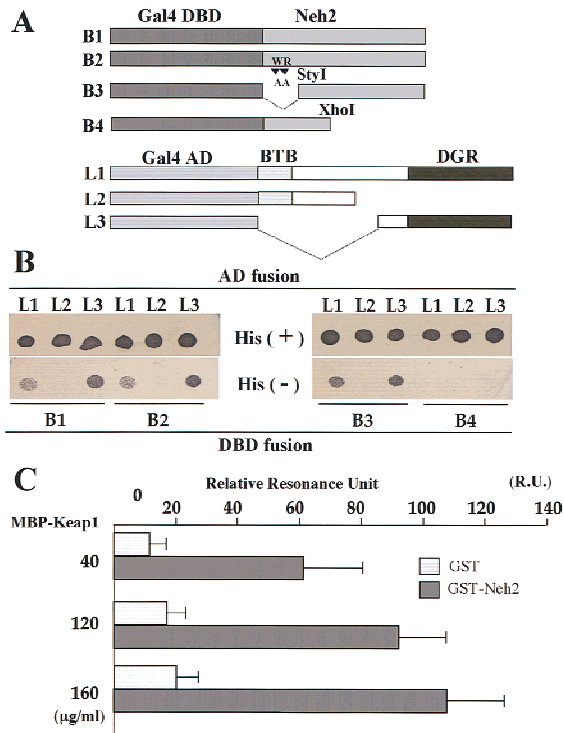 A
Gal4 DBD Neh2
B1
B2 WR
B3 AA StyI
XhoI
B4
Gal4 AD BTB DGR
L1
L2
L3
B
AD fusion
L1 L2 L3 L1 L2 L3 L1 L2 L3 L1 L2 L3
His ( + )
His ( - )
B1 B2 B3 B4
DBD fusion
C
Relative Resonance Unit (R.U.)
0 20 40 60 80 100 120 140
MBP-Keap1
40
120
160
(μg/ml)
GST
GST-Neh2